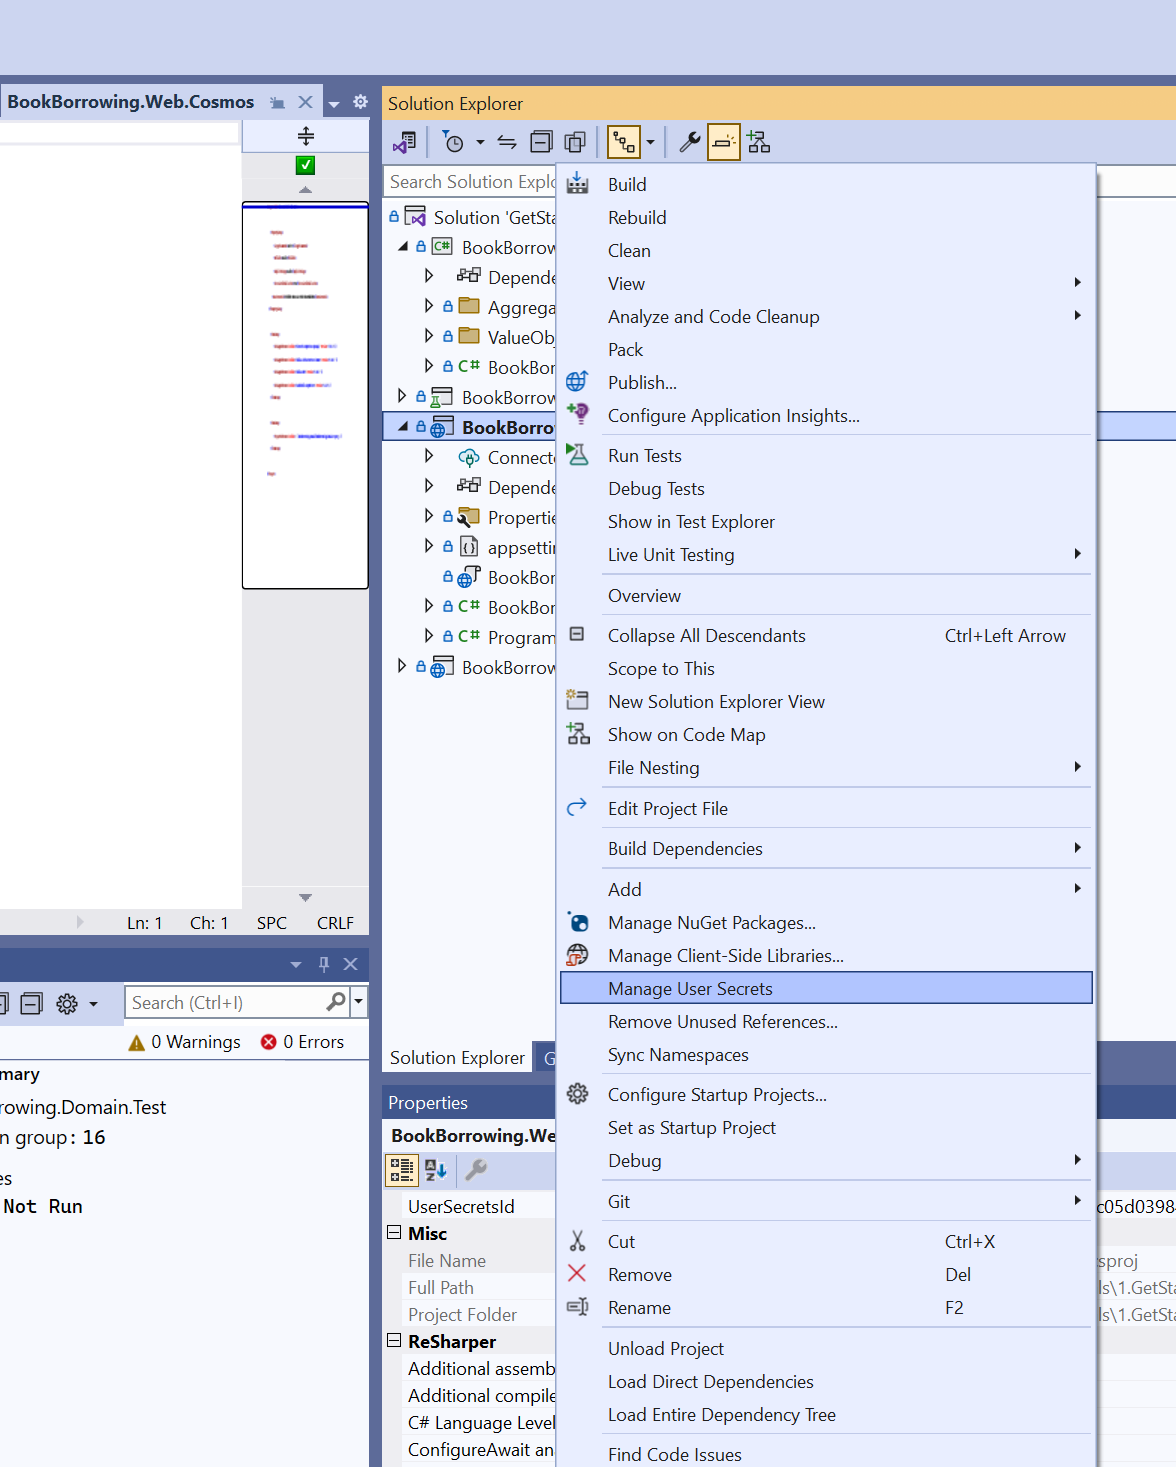 BookBorrowing.Web.Cosmos
Solution Explorer
Search Solution Explo
Solution 'GetSta
C# BookBorrow
Depende
Aggrega
ValueOb
C# BookBor
BookBorrow
BookBorro
Connecte
Depende
Propertie
appsettin
BookBor
C# BookBor
C# Program
BookBorrow
Build
Rebuild
Clean
View
Analyze and Code Cleanup
Pack
Publish...
Configure Application Insights...
Run Tests
Debug Tests
Show in Test Explorer
Live Unit Testing
Overview
Collapse All Descendants Ctrl+Left Arrow
Scope to This
New Solution Explorer View
Show on Code Map
File Nesting
Edit Project File
Build Dependencies
Add
Manage NuGet Packages...
Manage Client-Side Libraries...
Manage User Secrets
Remove Unused References...
Sync Namespaces
Configure Startup Projects...
Set as Startup Project
Debug
Git
Cut Ctrl+X
Remove Del
Rename F2
Unload Project
Load Direct Dependencies
Load Entire Dependency Tree
Find Code Issues
Ln: 1 Ch: 1 SPC CRLF
Search (Ctrl+I)
0 Warnings 0 Errors
mary
rowing.Domain.Test
n group: 16
es
Not Run
Solution Explorer G
Properties
BookBorrowing.We
UserSecretsId c05d0398
Misc
File Name sproj
Full Path ls\1.GetSta
Project Folder ls\1.GetSta
ReSharper
Additional assemb
Additional compile
C# Language Level
ConfigureAwait an